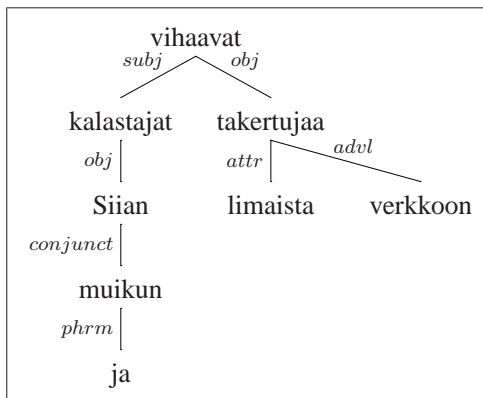 vihaavat
subj obj
kalastajat takertujaa
obj attr advl
Siian limaista verkkoon
conjunct
muikun
phrm
ja